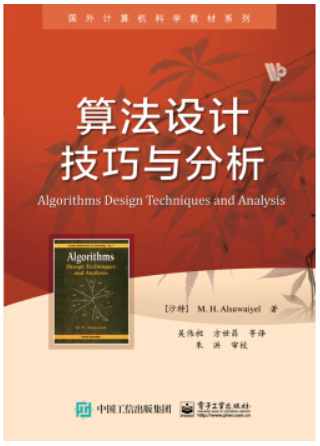 国外计算机科学教材系列
算法设计
技巧与分析
Algorithms Design Techniques and Analysis
Algorithms
Design Techniques
and Analysis
M. H. Alsuwaiyel
[沙特] M. H. Alsuwaiyel 著
吴伟昶 方世昌 等译
朱 洪 审校
中国工信出版集团
电子工业出版社